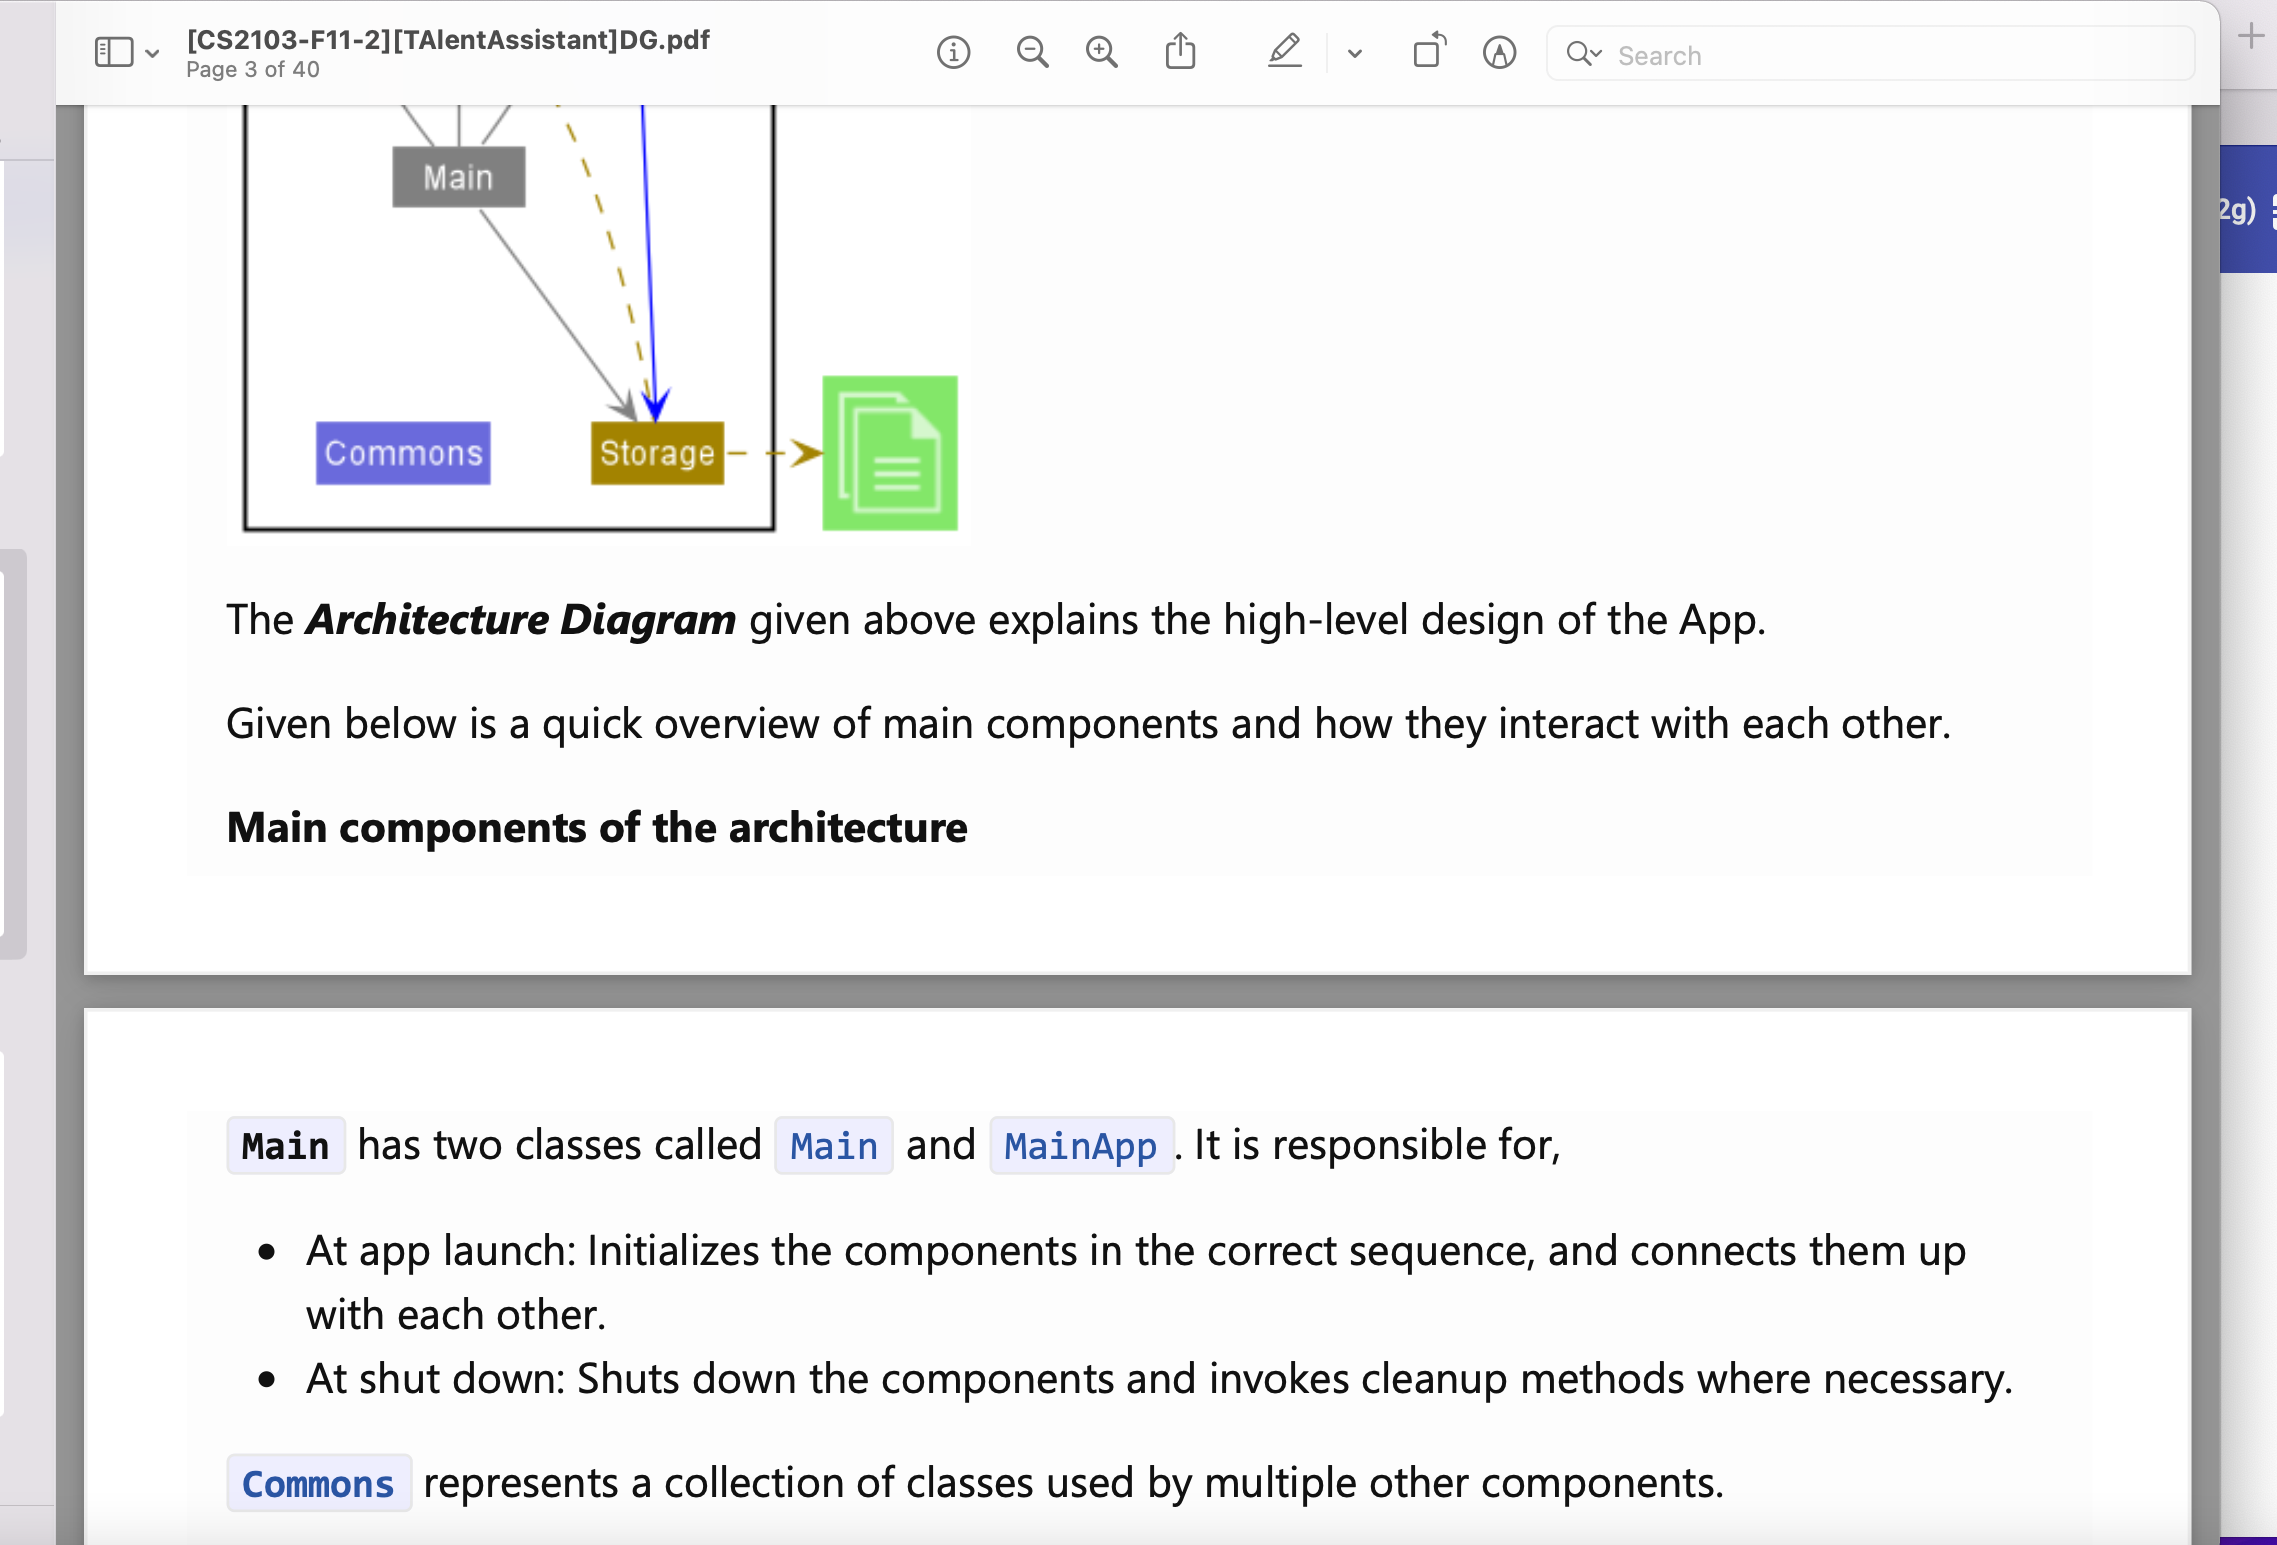 [CS2103-F11-2][TAlentAssistant]DG.pdf
Page 3 of 40
Search
2g)
Main
Commons
Storage
The Architecture Diagram given above explains the high-level design of the App.
Given below is a quick overview of main components and how they interact with each other.
Main components of the architecture
Main has two classes called Main and MainApp. It is responsible for,
• At app launch: Initializes the components in the correct sequence, and connects them up
with each other.
• At shut down: Shuts down the components and invokes cleanup methods where necessary.
Commons represents a collection of classes used by multiple other components.